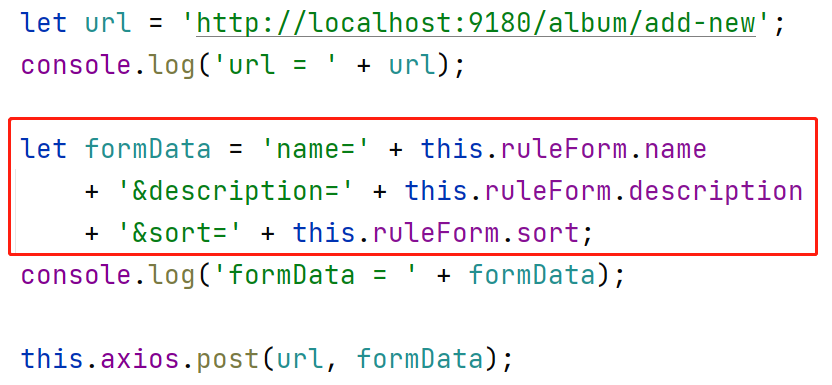 let url = 'http://localhost:9180/album/add-new';
console.log('url = ' + url);
let formData = 'name=' + this.ruleForm.name
+ '&description=' + this.ruleForm.description
+ '&sort=' + this.ruleForm.sort;
console.log('formData = ' + formData);
this.axios.post(url, formData);